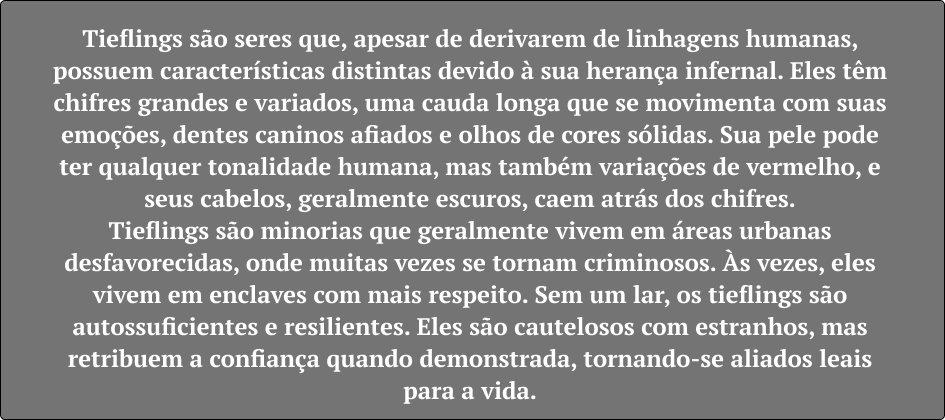 Tieflings são seres que, apesar de derivarem de linhagens humanas,
possuem características distintas devido à sua herança infernal. Eles têm
chifres grandes e variados, uma cauda longa que se movimenta com suas
emoções, dentes caninos afiados e olhos de cores sólidas. Sua pele pode
ter qualquer tonalidade humana, mas também variações de vermelho, e
seus cabelos, geralmente escuros, caem atrás dos chifres.
Tieflings são minorias que geralmente vivem em áreas urbanas
desfavorecidas, onde muitas vezes se tornam criminosos. Às vezes, eles
vivem em enclaves com mais respeito. Sem um lar, os tieflings são
autossuficientes e resilientes. Eles são cautelosos com estranhos, mas
retribuem a confiança quando demonstrada, tornando-se aliados leais
para a vida.